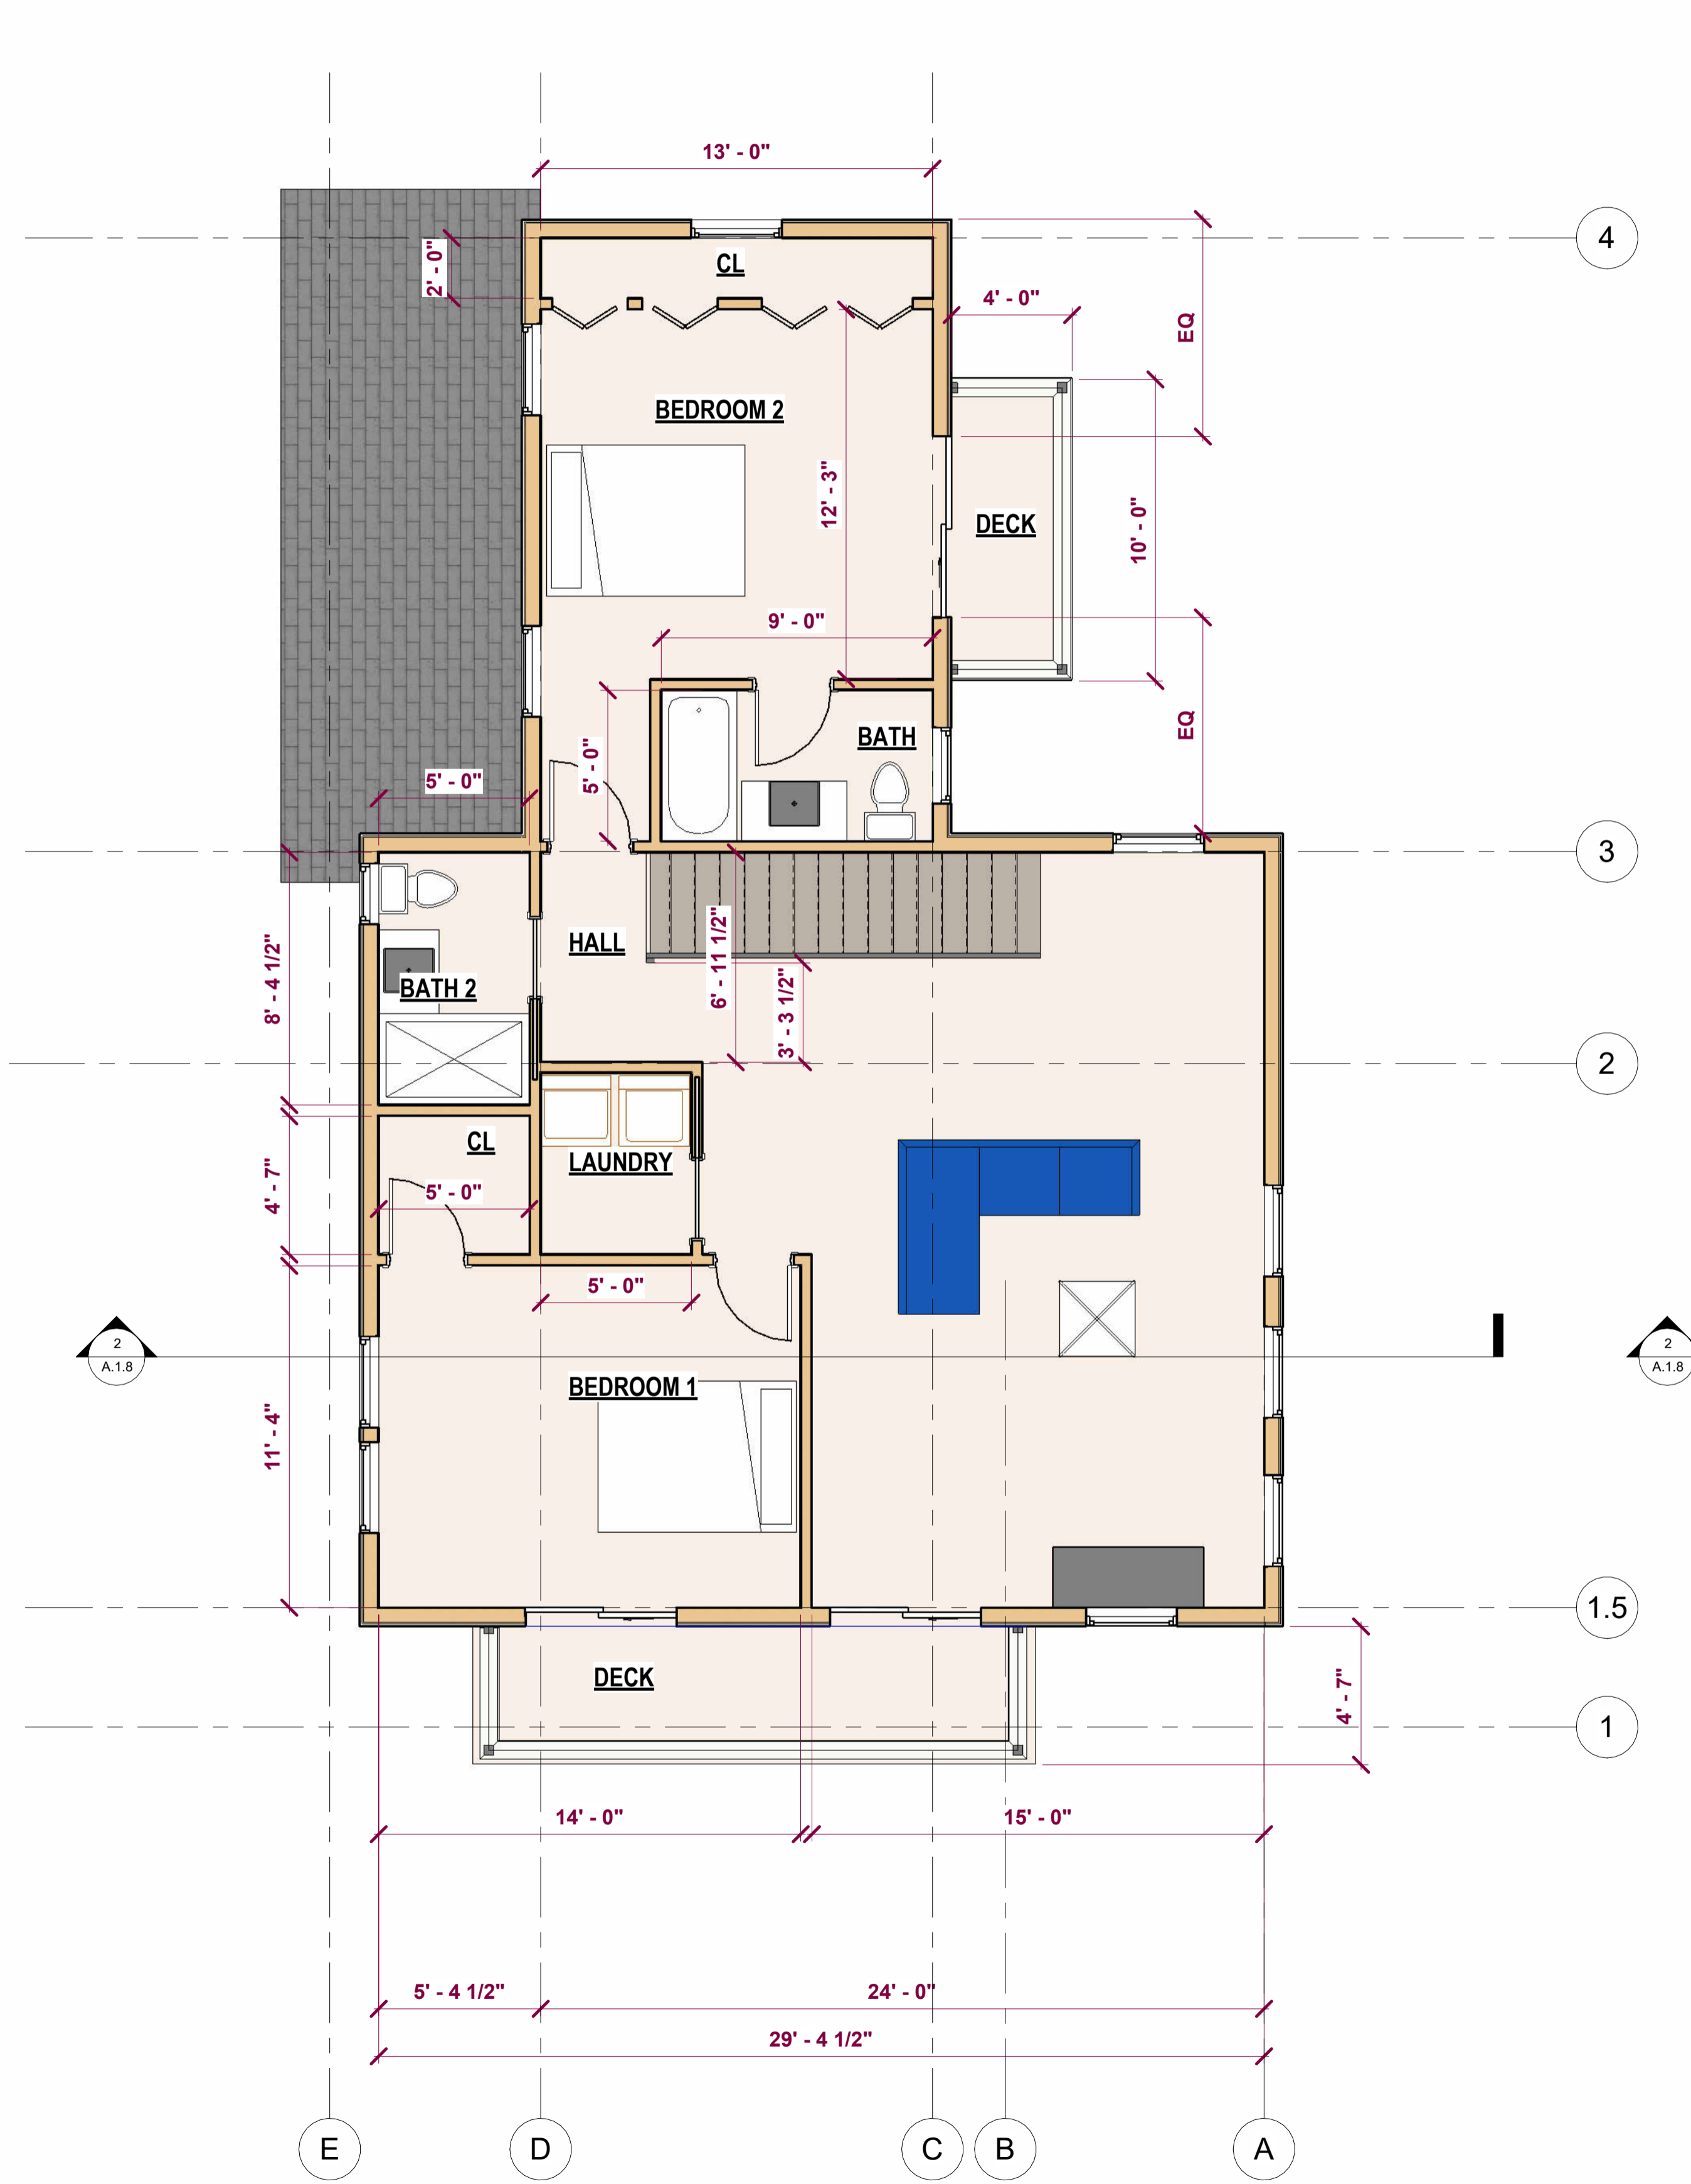 13' - 0"
4
2' - 0"
CL
4' - 0"
EQ
BEDROOM 2
12' - 3"
DECK
10' - 0"
9' - 0"
EQ
BATH
5' - 0"
5' - 0"
3
8' - 4 1/2"
HALL
6' - 11 1/2"
BATH 2
3' - 3 1/2"
2
CL
4' - 7"
LAUNDRY
5' - 0"
5' - 0"
2
A.1.8
2
A.1.8
BEDROOM 1
11' - 4"
1.5
DECK
4' - 7"
1
14' - 0"
15' - 0"
5' - 4 1/2"
24' - 0"
29' - 4 1/2"
E
D
C
B
A